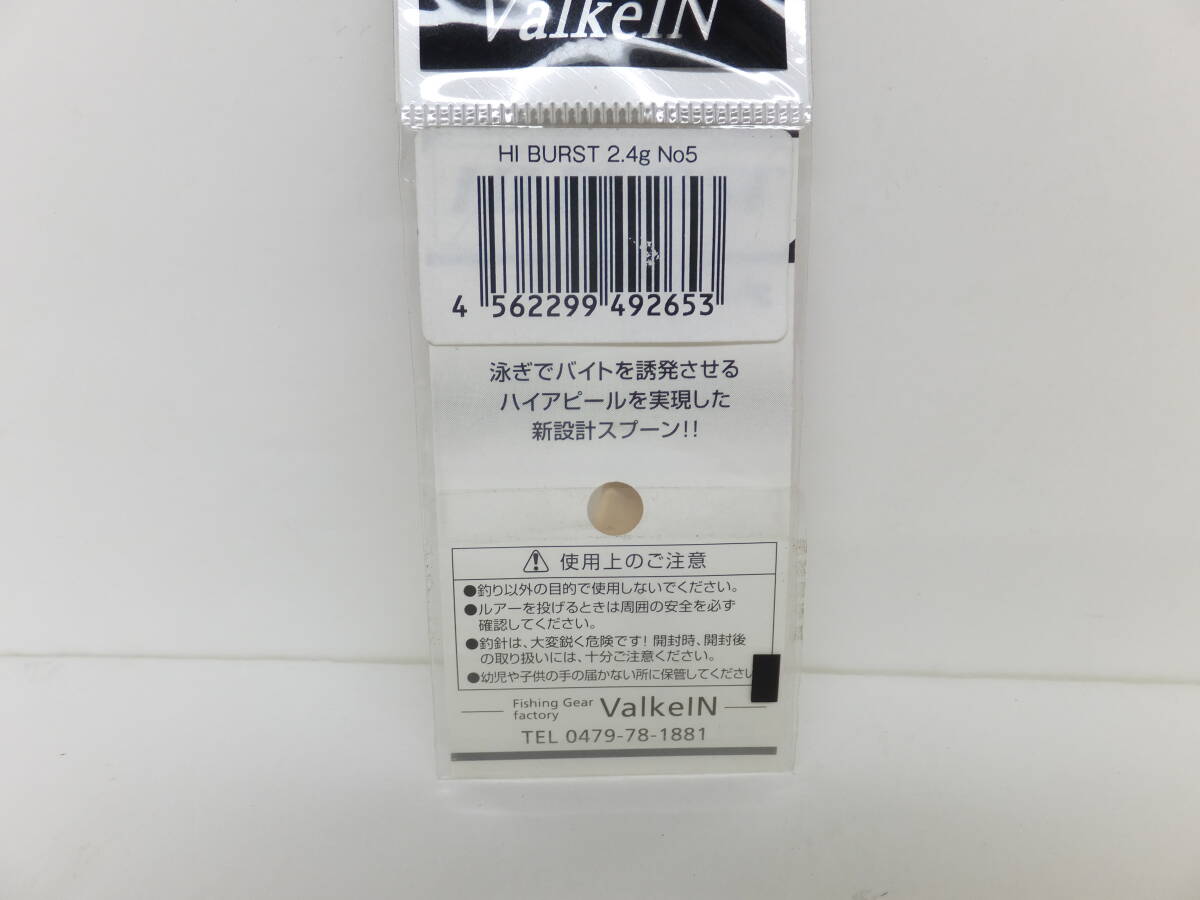 ValkeIN
HI BURST 2.4g No5
4 562299 492653
泳ぎでバイトを誘発させる
ハイアピールを実現した
新設計スプーン!!
使用上のご注意
●釣り以外の目的で使用しないでください。
●ルアーを投げるときは周囲の安全を必ず
確認してください。
●釣針は、大変鋭く危険です!開封時、開封後
の取り扱いには、十分ご注意ください。
●幼児や子供の手の届かない所に保管してください
Fishing Gear
factory
ValkeIN
TEL 0479-78-1881